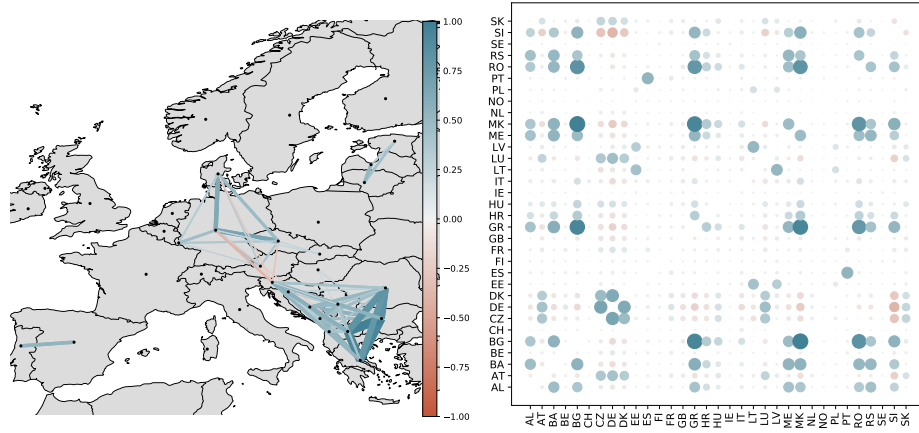 1.00
0.75
0.50
0.25
0.00
−0.25
−0.50
−0.75
−1.00
SK
SI
SE
RS
RO
PT
PL
NO
NL
MK
ME
LV
LU
LT
IT
IE
HU
HR
GR
GB
FR
FI
ES
EE
DK
DE
CZ
CH
BG
BE
BA
AT
AL
AL AT BA BE BG CH CZ DE DK EE ES FI FR GB GR HR HU IE IT LT LU LV ME MK NL NO PL PT RO RS SE SI SK